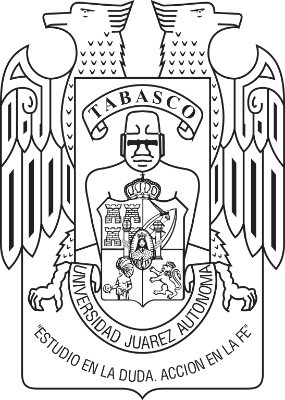 TABASCO
UNIVERSIDAD JUAREZ AUTONOMA
"ESTUDIO EN LA DUDA. ACCION EN LA FE"